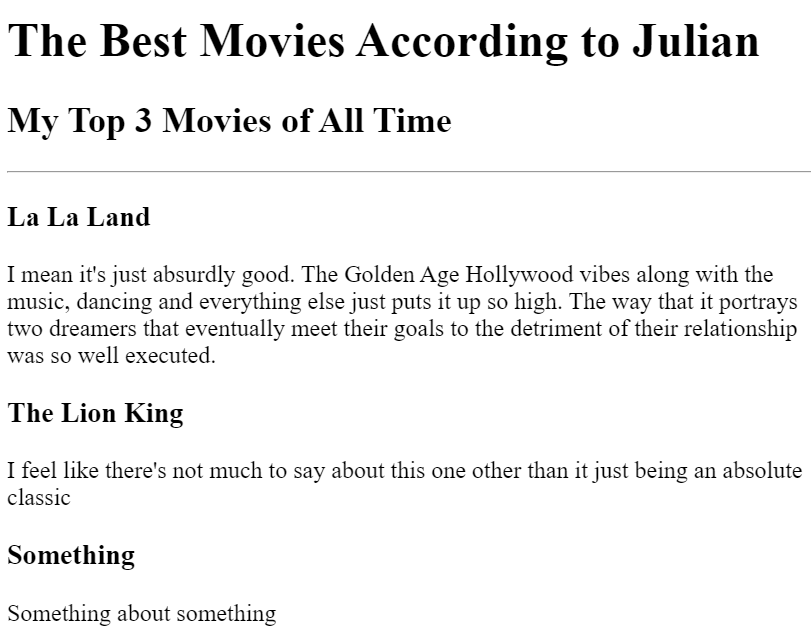 The Best Movies According to Julian
My Top 3 Movies of All Time
La La Land
I mean it's just absurdly good. The Golden Age Hollywood vibes along with the
music, dancing and everything else just puts it up so high. The way that it portrays
two dreamers that eventually meet their goals to the detriment of their relationship
was so well executed.
The Lion King
I feel like there's not much to say about this one other than it just being an absolute
classic
Something
Something about something